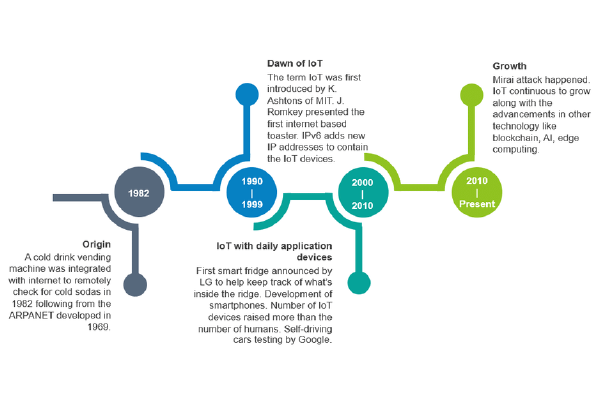 Dawn of IoT
The term IoT was first
introduced by K.
Ashtons of MIT. J.
Romkey presented the
first internet based
toaster. IPv6 adds new
IP addresses to contain
the IoT devices.
Growth
Mirai attack happened.
IoT continuous to grow
along with the
advancements in other
technology like
blockchain, AI, edge
computing.
1982
1990
|
1999
2000
|
2010
2010
|
Present
Origin
A cold drink vending
machine was integrated
with internet to remotely
check for cold sodas in
1982 following from the
ARPANET developed in
1969.
IoT with daily application
devices
First smart fridge announced by
LG to help keep track of what's
inside the ridge. Development of
smartphones. Number of IoT
devices raised more than the
number of humans. Self-driving
cars testing by Google.